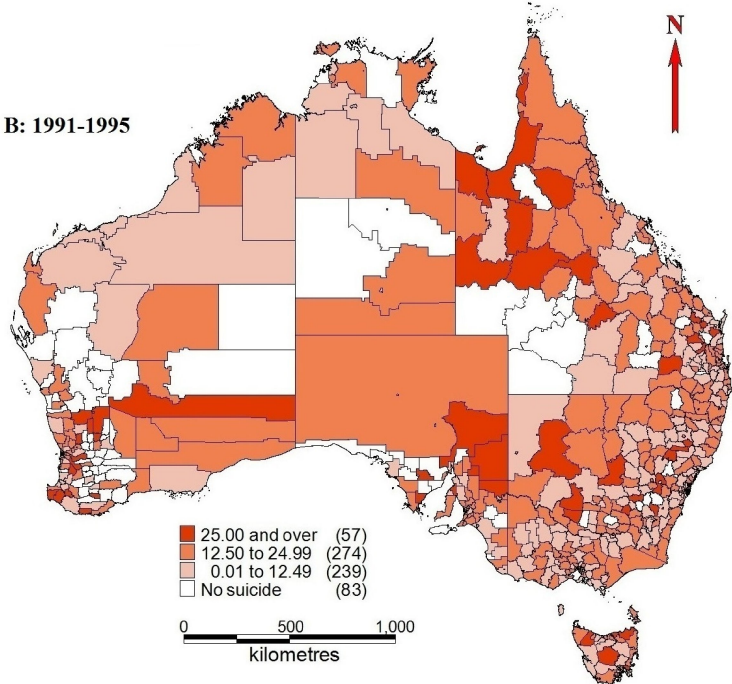 N
B: 1991-1995
25.00 and over (57)
12.50 to 24.99 (274)
0.01 to 12.49 (239)
No suicide (83)
0 500 1,000
kilometres